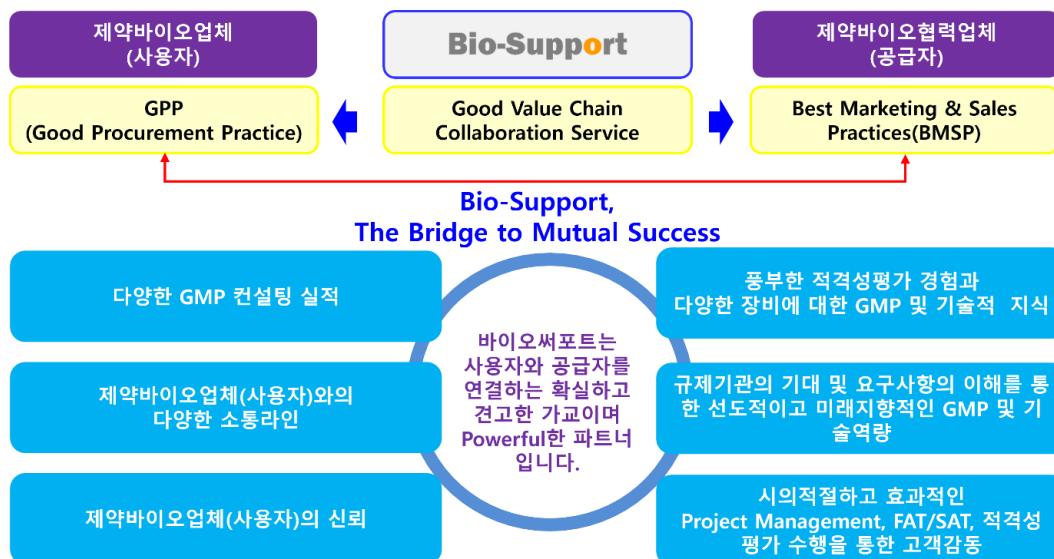 제약바이오업체
(사용자)
Bio-Support
제약바이오협력업체
(공급자)
GPP
(Good Procurement Practice)
Good Value Chain
Collaboration Service
Best Marketing & Sales
Practices(BMSP)
Bio-Support,
The Bridge to Mutual Success
다양한 GMP 컨설팅 실적
제약바이오업체(사용자)와의
다양한 소통라인
제약바이오업체(사용자)의 신뢰
바이오써포트는
사용자와 공급자를
연결하는 확실하고
견고한 가교이며
Powerful한 파트너
입니다.
풍부한 적격성평가 경험과
다양한 장비에 대한 GMP 및 기술적 지식
규제기관의 기대 및 요구사항의 이해를 통
한 선도적이고 미래지향적인 GMP 및 기
술역량
시의적절하고 효과적인
Project Management, FAT/SAT, 적격성
평가 수행을 통한 고객감동